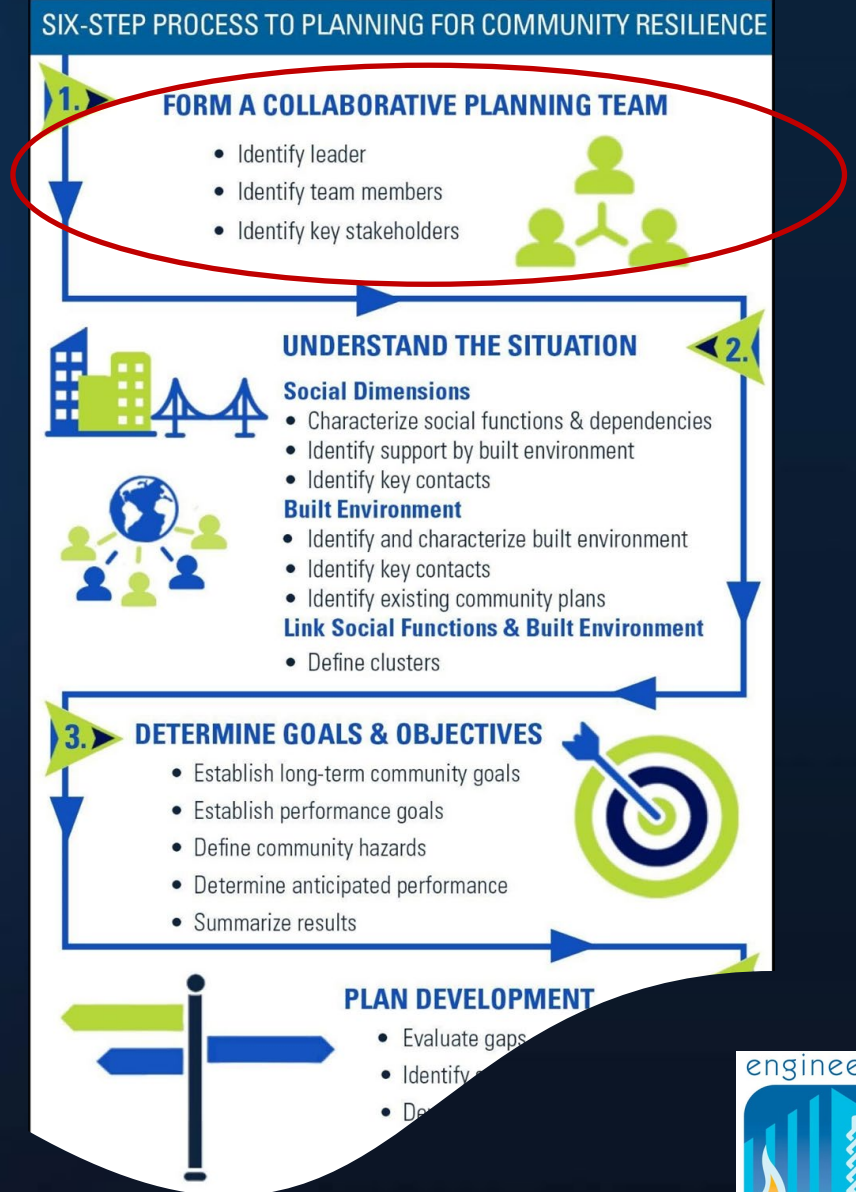 SIX-STEP PROCESS TO PLANNING FOR COMMUNITY RESILIENCE
1.
FORM A COLLABORATIVE PLANNING TEAM
• Identify leader
• Identify team members
• Identify key stakeholders
UNDERSTAND THE SITUATION
2.
Social Dimensions
• Characterize social functions & dependencies
• Identify support by built environment
• Identify key contacts
Built Environment
• Identify and characterize built environment
• Identify key contacts
• Identify existing community plans
Link Social Functions & Built Environment
• Define clusters
3.
DETERMINE GOALS & OBJECTIVES
• Establish long-term community goals
• Establish performance goals
• Define community hazards
• Determine anticipated performance
• Summarize results
PLAN DEVELOPMENT
• Evaluate gaps
• Identify